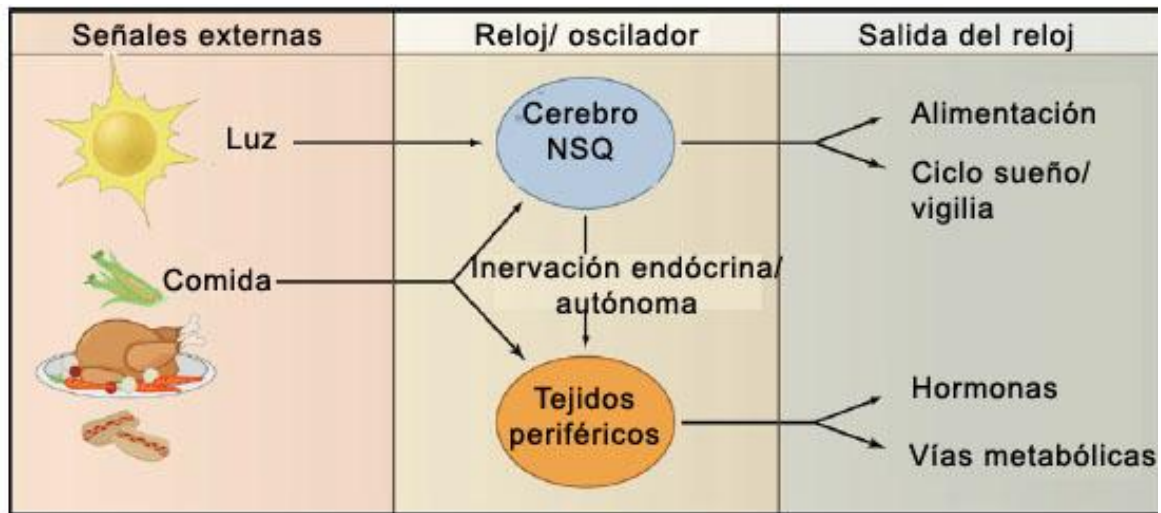 Señales externas
Reloj/ oscilador
Salida del reloj
Luz
Cerebro
NSQ
Alimentación
Ciclo sueño/
vigilia
Comida
Inervación endócrina/
autónoma
Tejidos
periféricos
Hormonas
Vías metabólicas